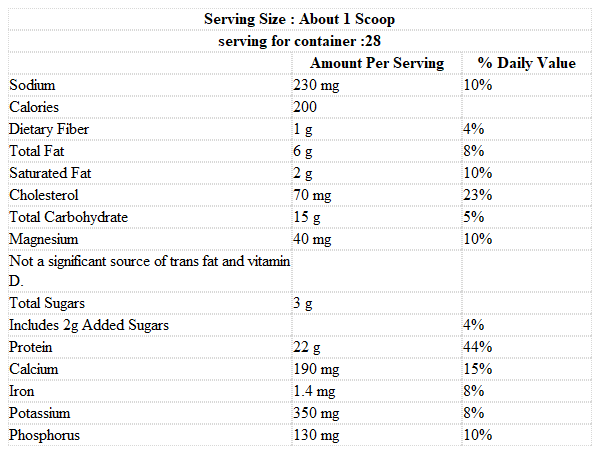 Serving Size : About 1 Scoop
serving for container :28
Amount Per Serving % Daily Value
Sodium 230 mg 10%
Calories 200
Dietary Fiber 1 g 4%
Total Fat 6 g 8%
Saturated Fat 2 g 10%
Cholesterol 70 mg 23%
Total Carbohydrate 15 g 5%
Magnesium 40 mg 10%
Not a significant source of trans fat and vitamin
D.
Total Sugars 3 g
Includes 2g Added Sugars 4%
Protein 22 g 44%
Calcium 190 mg 15%
Iron 1.4 mg 8%
Potassium 350 mg 8%
Phosphorus 130 mg 10%